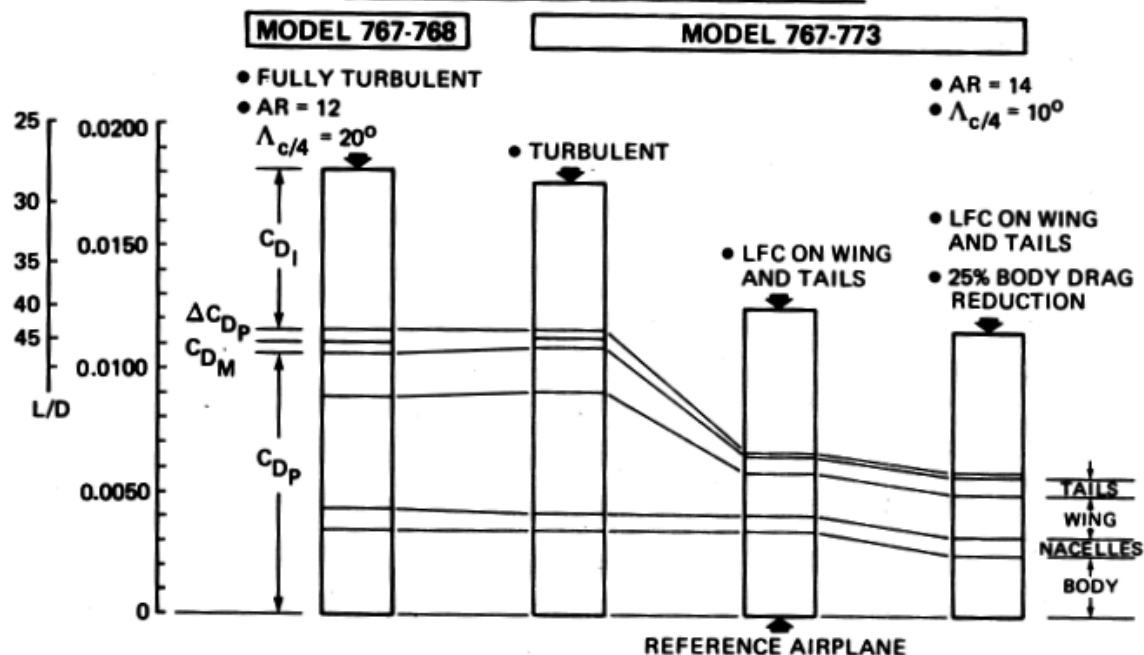 MODEL 767-768
MODEL 767-773
• FULLY TURBULENT
• AR = 12
Λc/4 = 20°
• TURBULENT
• AR = 14
• Λc/4 = 10°
• LFC ON WING
AND TAILS
• LFC ON WING
AND TAILS
• 25% BODY DRAG
REDUCTION
25
30
35
40
45
L/D
0.0200
0.0150
0.0100
0.0050
0
CDI
ΔCDP
CDM
CDP
TAILS
WING
NACELLES
BODY
REFERENCE AIRPLANE